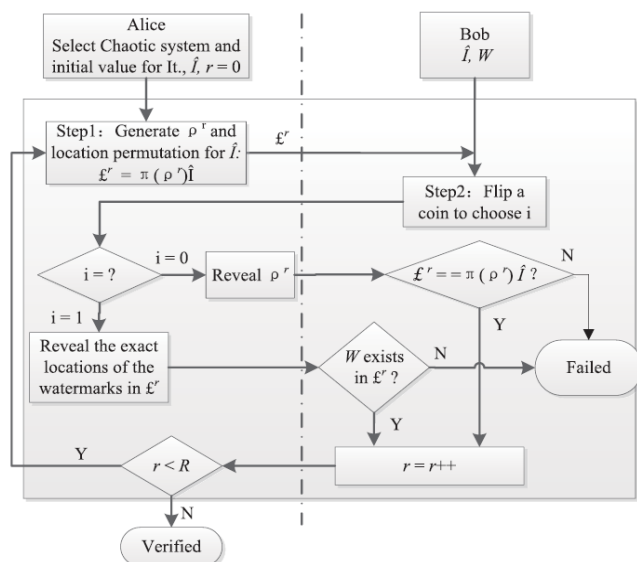 Alice
Select Chaotic system and
initial value for It., Î, r = 0
Bob
Î, W
Step1：Generate ρ ʳ and
location permutation for Î:
£ʳ = π ( ρ ʳ)Î
£ʳ
Step2：Flip a
coin to choose i
i = ?
i = 0
Reveal ρ ʳ
£ ʳ == π ( ρ ʳ) Î ?
N
Y
i = 1
Reveal the exact
locations of the
watermarks in £ʳ
W exists
in £ʳ ?
N
Y
Failed
Y
r < R
r = r++
N
Verified